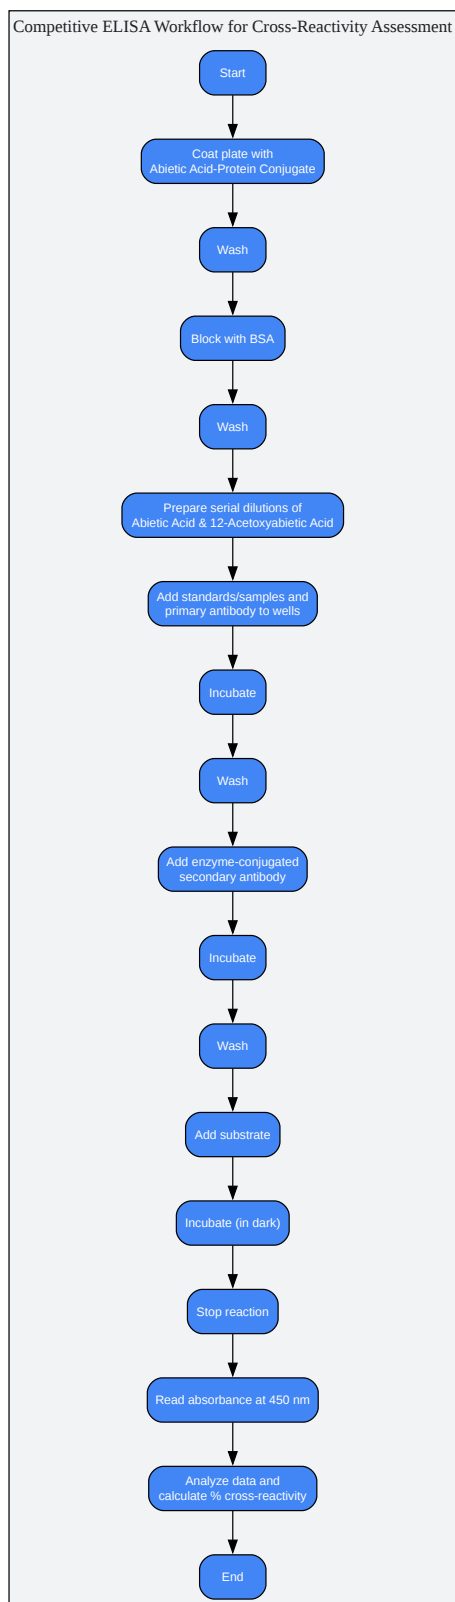 Competitive ELISA Workflow for Cross-Reactivity Assessment
Start
Coat plate with
Abietic Acid-Protein Conjugate
Wash
Block with BSA
Wash
Prepare serial dilutions of
Abietic Acid & 12-Acetoxyabietic Acid
Add standards/samples and
primary antibody to wells
Incubate
Wash
Add enzyme-conjugated
secondary antibody
Incubate
Wash
Add substrate
Incubate (in dark)
Stop reaction
Read absorbance at 450 nm
Analyze data and
calculate % cross-reactivity
End